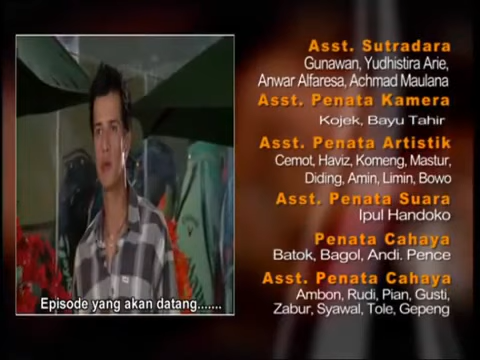 Asst. Sutradara
Gunawan, Yudhistira Arie,
Anwar Alfaresa, Achmad Maulana
Asst. Penata Kamera
Kojek, Bayu Tahir
Asst. Penata Artistik
Cemot, Haviz, Komeng, Mastur,
Diding, Amin, Limin, Bowo
Asst. Penata Suara
Ipul Handoko
Penata Cahaya
Batok, Bagol, Andi. Pence
Asst. Penata Cahaya
Ambon, Rudi, Pian, Gusti,
Zabur, Syawal, Tole, Gepeng
Episode yang akan datang.......